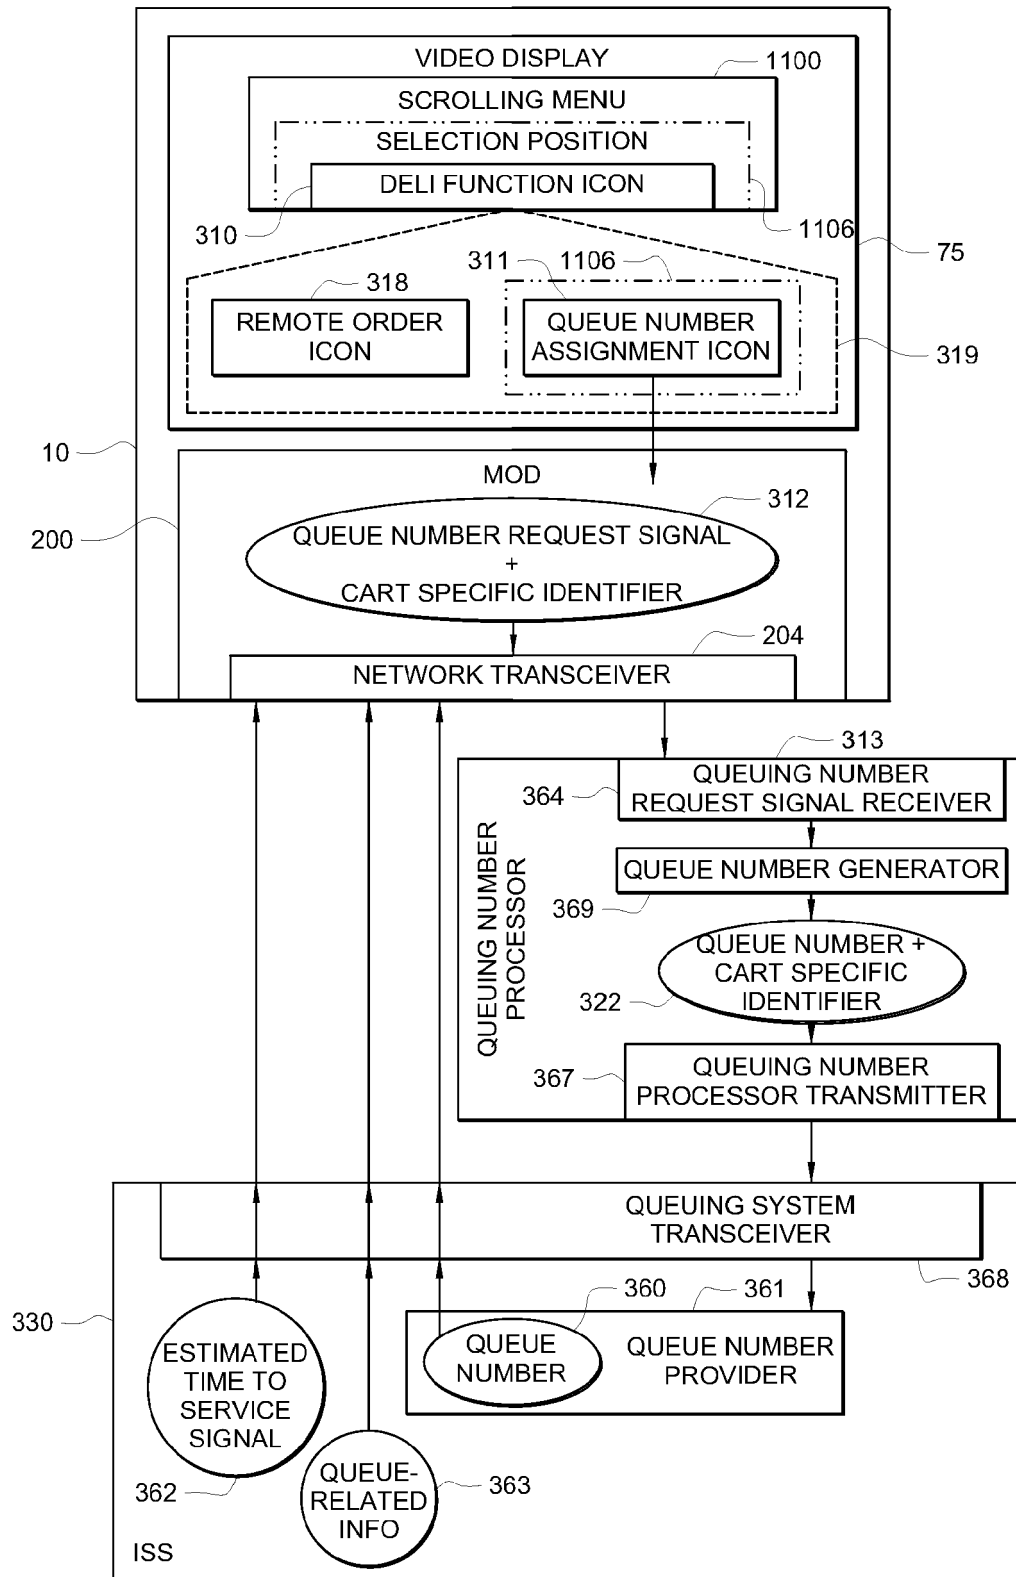 VIDEO DISPLAY
1100
SCROLLING MENU
SELECTION POSITION
DELI FUNCTION ICON
310
1106
75
311
1106
318
REMOTE ORDER
ICON
QUEUE NUMBER
ASSIGNMENT ICON
319
10
MOD
312
200
QUEUE NUMBER REQUEST SIGNAL
+
CART SPECIFIC IDENTIFIER
204
NETWORK TRANSCEIVER
313
364
QUEUING NUMBER
REQUEST SIGNAL RECEIVER
QUEUING NUMBER
PROCESSOR
QUEUE NUMBER GENERATOR
369
QUEUE NUMBER +
CART SPECIFIC
IDENTIFIER
322
367
QUEUING NUMBER
PROCESSOR TRANSMITTER
QUEUING SYSTEM
TRANSCEIVER
368
330
360
361
QUEUE
NUMBER
QUEUE NUMBER
PROVIDER
ESTIMATED
TIME TO
SERVICE
SIGNAL
362
QUEUE-
RELATED
INFO
363
ISS